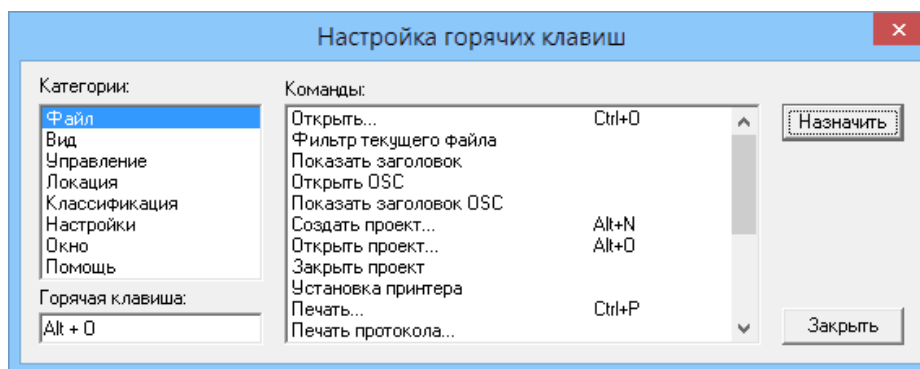 Настройка горячих клавиш
Категории:
Файл
Вид
Управление
Локация
Классификация
Настройки
Окно
Помощь
Горячая клавиша:
Alt + O
Команды:
Открыть... Ctrl+O
Фильтр текущего файла
Показать заголовок
Открыть OSC
Показать заголовок OSC
Создать проект... Alt+N
Открыть проект... Alt+O
Закрыть проект
Установка принтера
Печать... Ctrl+P
Печать протокола...
Назначить
Закрыть